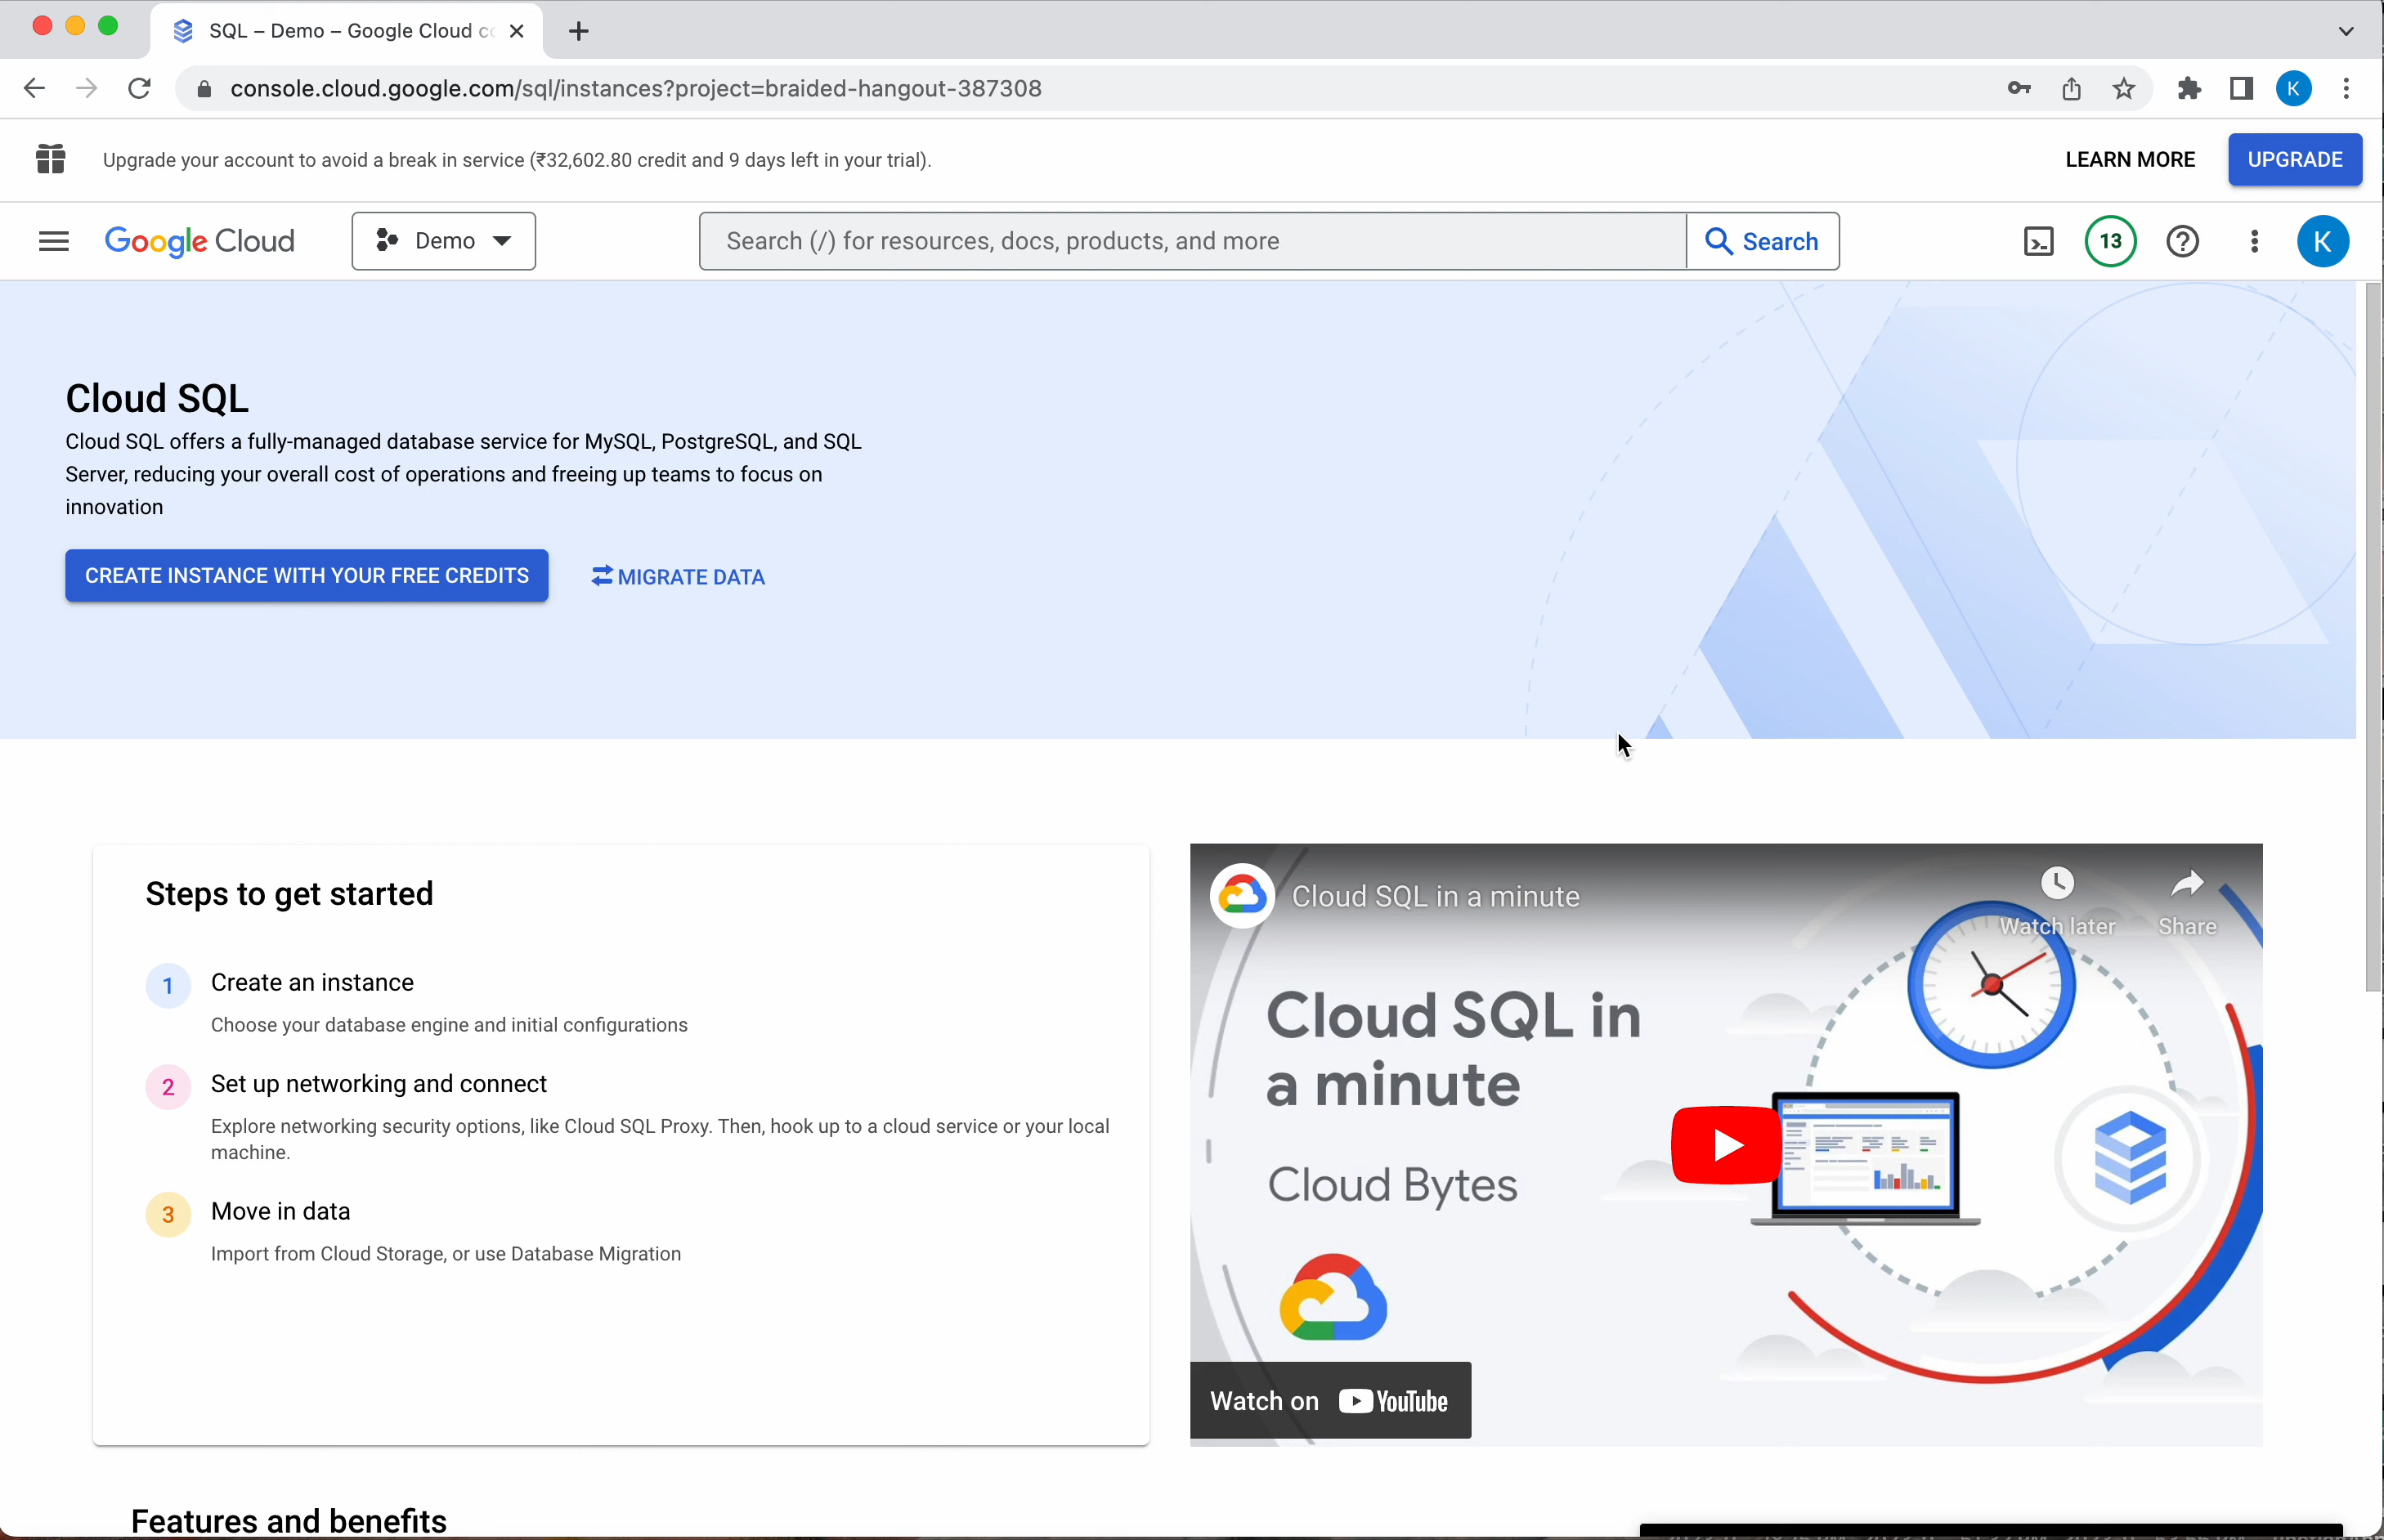 SQL – Demo – Google Cloud co
console.cloud.google.com/sql/instances?project=braided-hangout-387308
K
Upgrade your account to avoid a break in service (₹32,602.80 credit and 9 days left in your trial).
LEARN MORE
UPGRADE
Google Cloud
Demo
Search (/) for resources, docs, products, and more
Search
13
K
Cloud SQL
Cloud SQL offers a fully-managed database service for MySQL, PostgreSQL, and SQL
Server, reducing your overall cost of operations and freeing up teams to focus on
innovation
CREATE INSTANCE WITH YOUR FREE CREDITS
MIGRATE DATA
Steps to get started
1 Create an instance
Choose your database engine and initial configurations
2 Set up networking and connect
Explore networking security options, like Cloud SQL Proxy. Then, hook up to a cloud service or your local
machine.
3 Move in data
Import from Cloud Storage, or use Database Migration
Cloud SQL in a minute
Watch later
Share
Cloud SQL in
a minute
Cloud Bytes
Watch on YouTube
Features and benefits